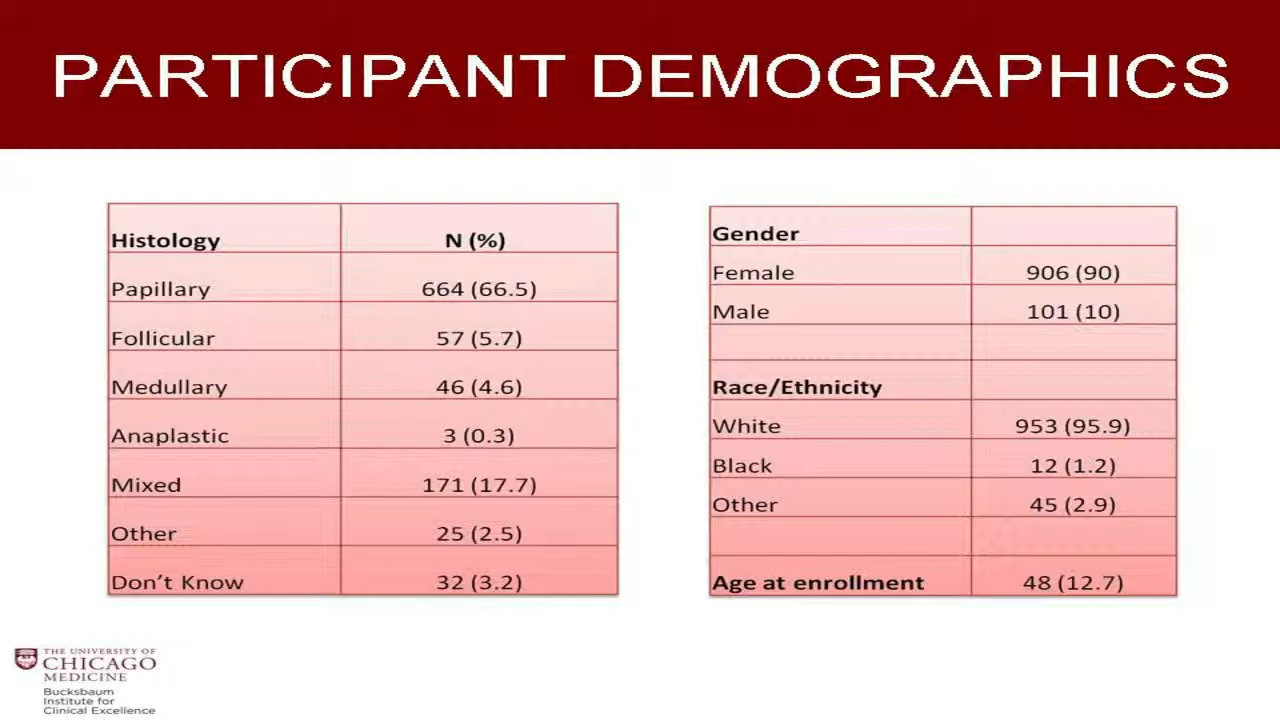 PARTICIPANT DEMOGRAPHICS
Histology N (%)
Papillary 664 (66.5)
Follicular 57 (5.7)
Medullary 46 (4.6)
Anaplastic 3 (0.3)
Mixed 171 (17.7)
Other 25 (2.5)
Don't Know 32 (3.2)
Gender
Female 906 (90)
Male 101 (10)
Race/Ethnicity
White 953 (95.9)
Black 12 (1.2)
Other 45 (2.9)
Age at enrollment 48 (12.7)
THE UNIVERSITY OF
CHICAGO
MEDICINE
Bucksbaum
Institute for
Clinical Excellence